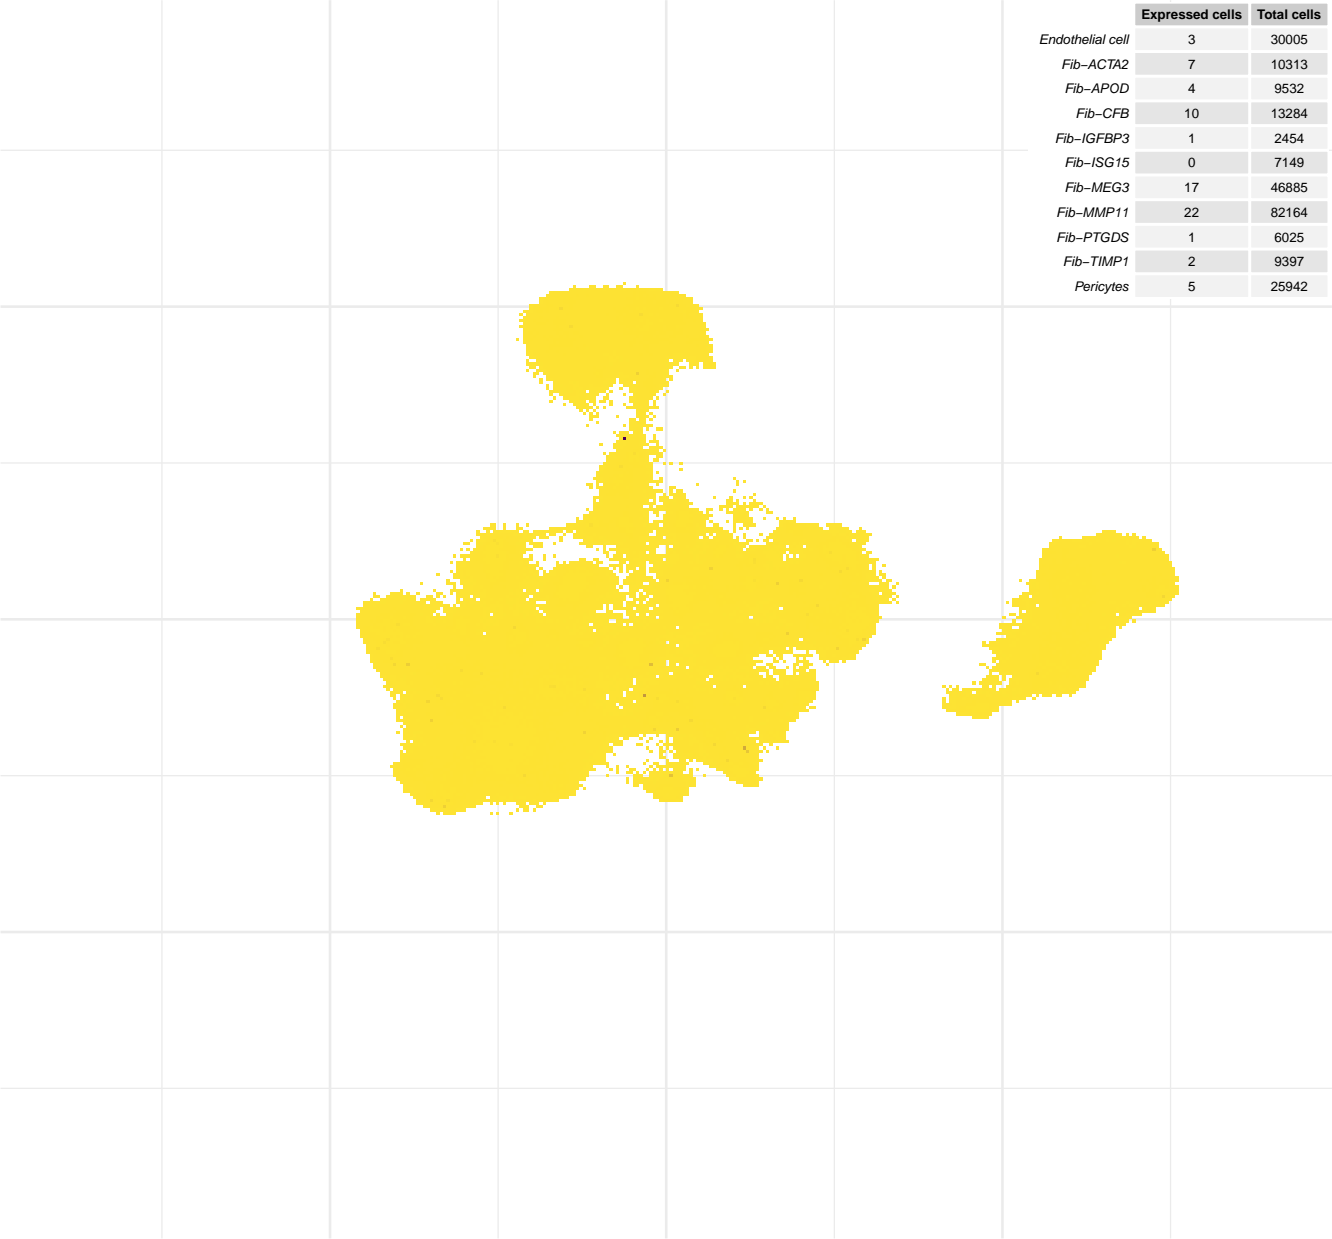 Expressed cells Total cells
Endothelial cell 3 30005
Fib−ACTA2 7 10313
Fib−APOD 4 9532
Fib−CFB 10 13284
Fib−IGFBP3 1 2454
Fib−ISG15 0 7149
Fib−MEG3 17 46885
Fib−MMP11 22 82164
Fib−PTGDS 1 6025
Fib−TIMP1 2 9397
Pericytes 5 25942